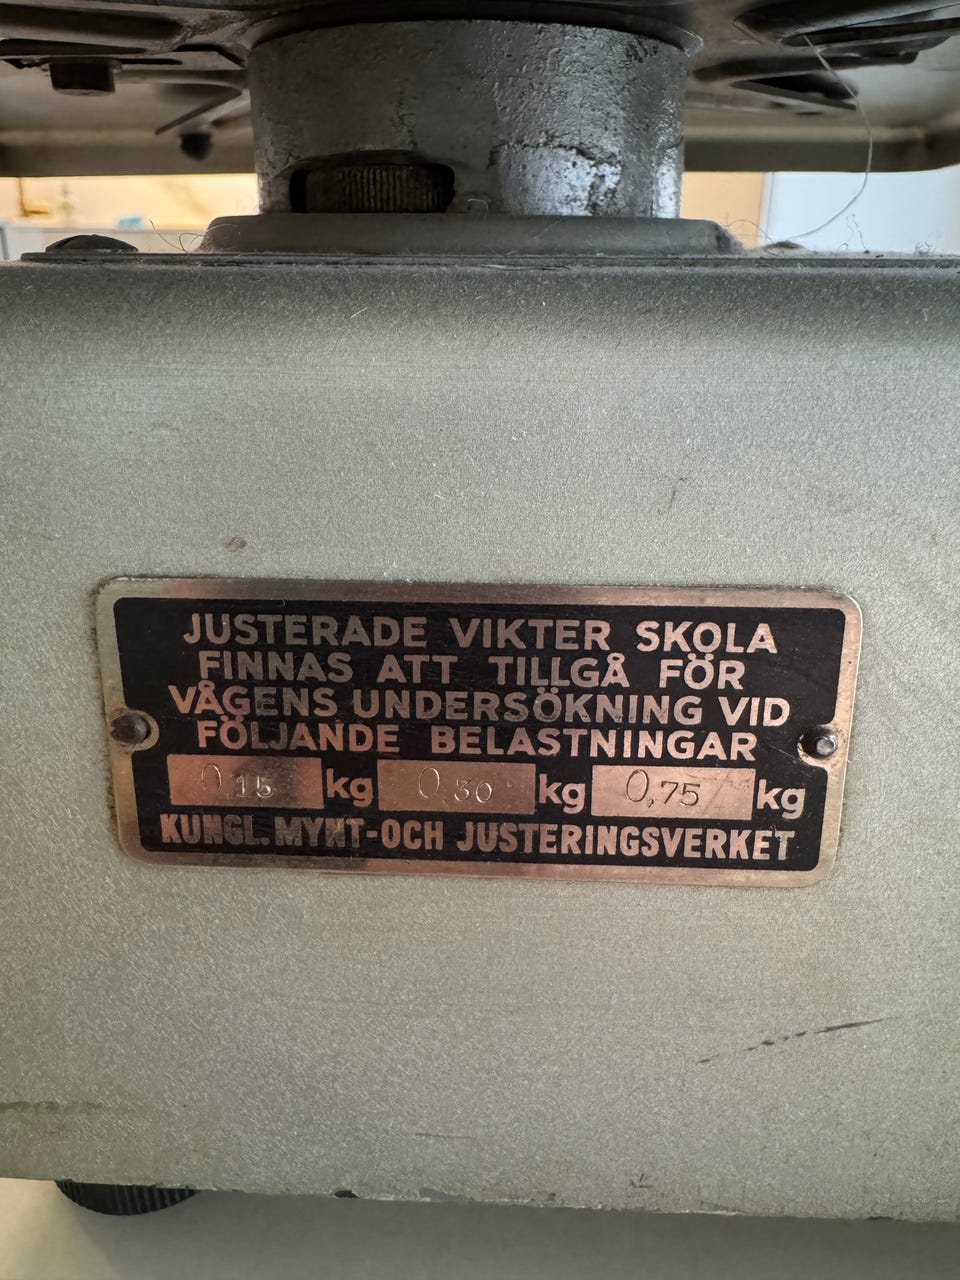 JUSTERADE VIKTER SKOLA
FINNAS ATT TILLGÅ FÖR
VÅGENS UNDERSÖKNING VID
FÖLJANDE BELASTNINGAR
0,15 kg 0,30 kg 0,75 kg
KUNGL. MYNT-OCH JUSTERINGSVERKET